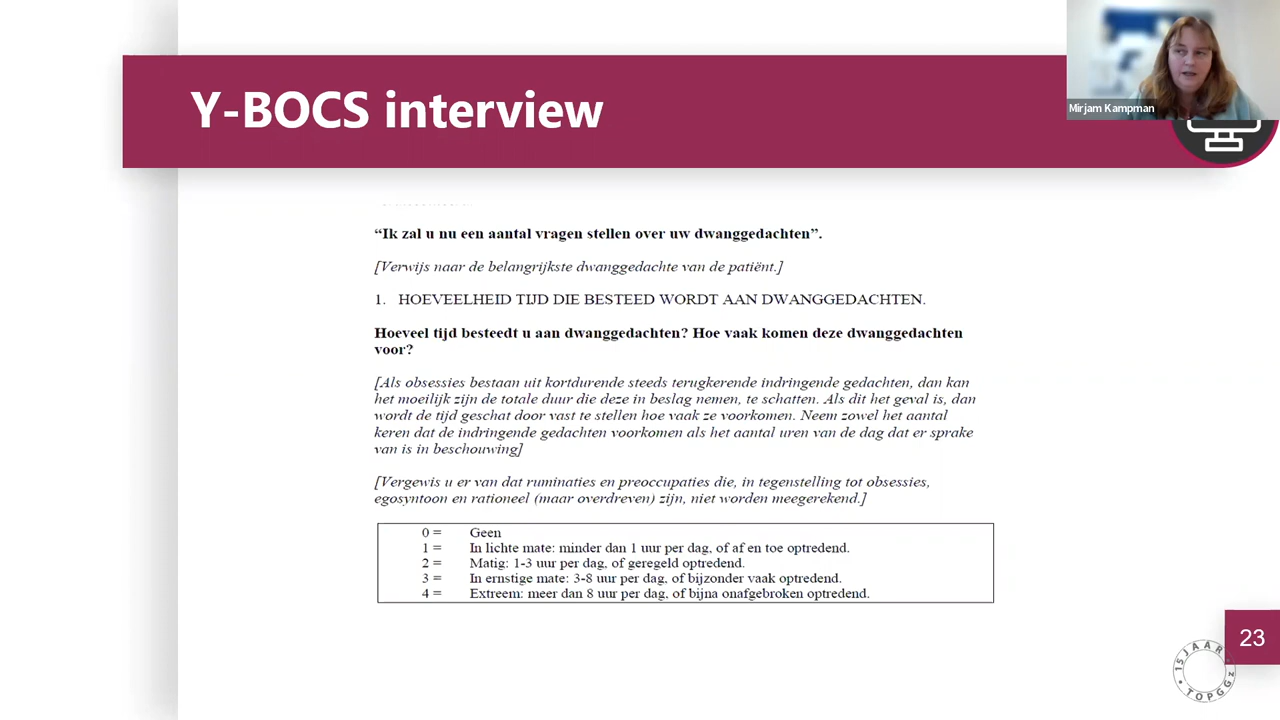 Y-BOCS interview
Mirjam Kampman
“Ik zal u nu een aantal vragen stellen over uw dwanggedachten”.
[Verwijs naar de belangrijkste dwanggedachte van de patiënt.]
1. HOEVEELHEID TIJD DIE BESTEED WORDT AAN DWANGGEDACHTEN.
Hoeveel tijd besteedt u aan dwanggedachten? Hoe vaak komen deze dwanggedachten
voor?
[Als obsessies bestaan uit kortdurende steeds terugkerende indringende gedachten, dan kan
het moeilijk zijn de totale duur die deze in beslag nemen, te schatten. Als dit het geval is, dan
wordt de tijd geschat door vast te stellen hoe vaak ze voorkomen. Neem zowel het aantal
keren dat de indringende gedachten voorkomen als het aantal uren van de dag dat er sprake
van is in beschouwing]
[Vergewis u er van dat ruminaties en preoccupaties die, in tegenstelling tot obsessies,
egosyntoon en rationeel (maar overdreven) zijn, niet worden meegerekend.]
0 = Geen
1 = In lichte mate: minder dan 1 uur per dag, of af en toe optredend.
2 = Matig: 1-3 uur per dag, of geregeld optredend.
3 = In ernstige mate: 3-8 uur per dag, of bijzonder vaak optredend.
4 = Extreem: meer dan 8 uur per dag, of bijna onafgebroken optredend.
23
15 JAAR
TOPGGz